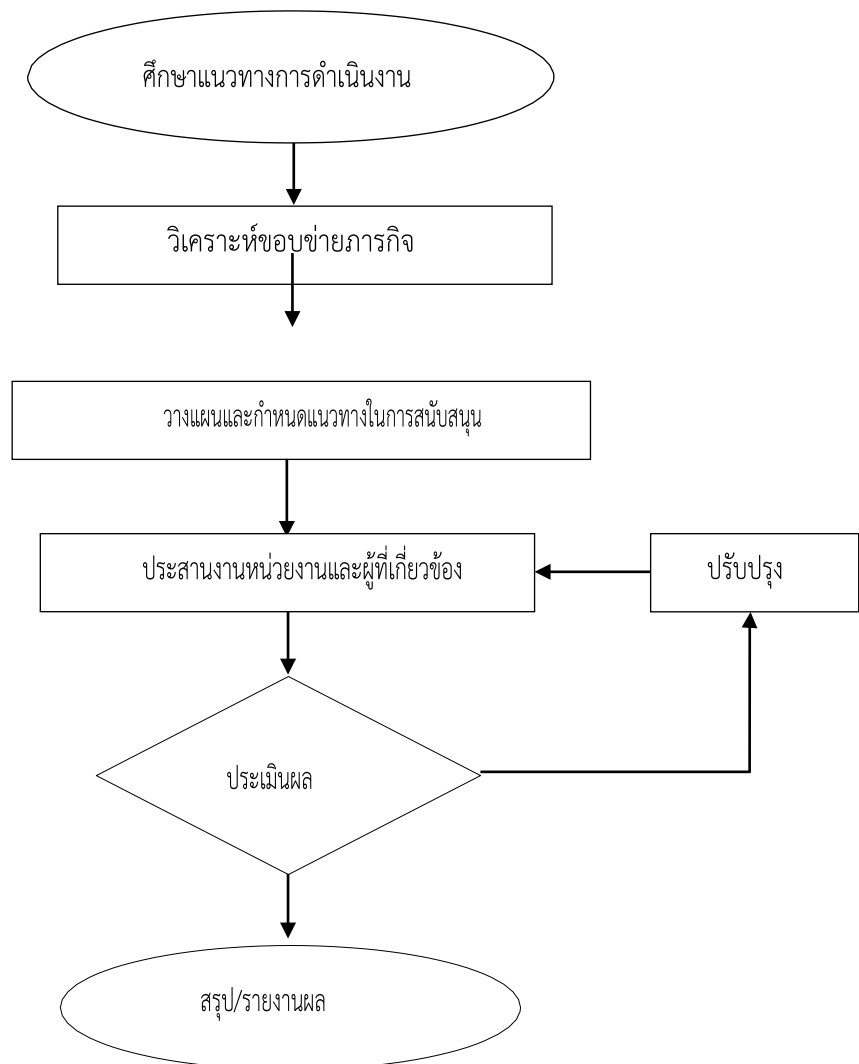 ศึกษาแนวทางการดำเนินงาน
วิเคราะห์ขอบข่ายภารกิจ
วางแผนและกำหนดแนวทางในการสนับสนุน
ประสานงานหน่วยงานและผู้ที่เกี่ยวข้อง
ปรับปรุง
ประเมินผล
สรุป/รายงานผล